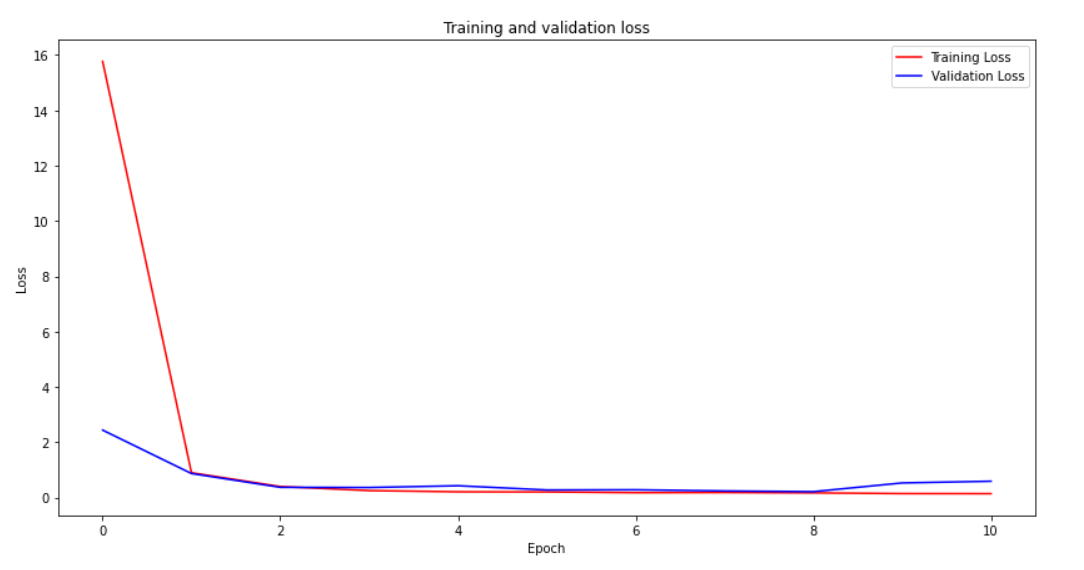 Training and validation loss
Training Loss
Validation Loss
16
14
12
10
8
6
4
2
0
Loss
0 2 4 6 8 10
Epoch